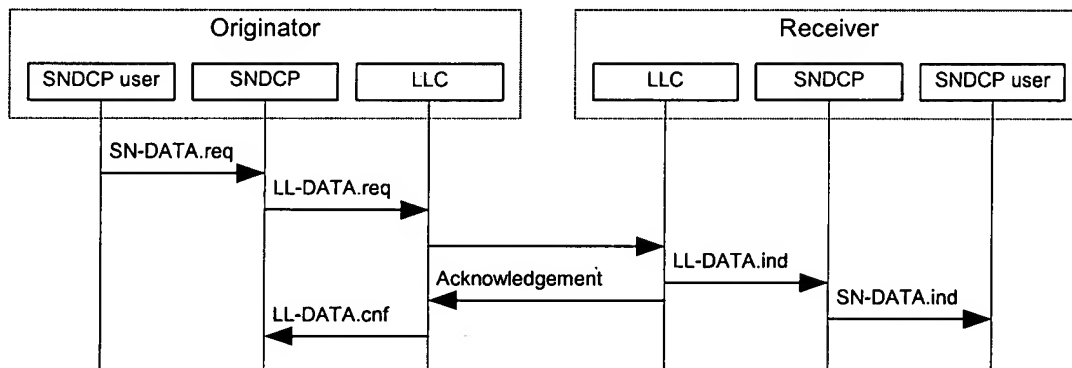 Originator
Receiver
SNDCP user
SNDCP
LLC
LLC
SNDCP
SNDCP user
SN-DATA.req
LL-DATA.req
LL-DATA.ind
Acknowledgement
SN-DATA.ind
LL-DATA.cnf